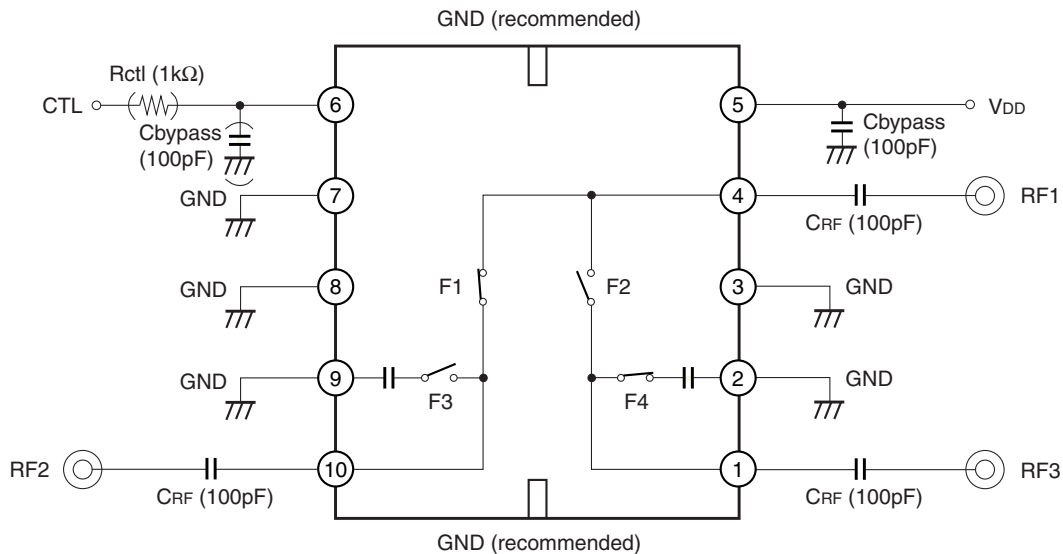 GND (recommended)
Rctl (1kΩ)
CTL
6
5
VDD
Cbypass
(100pF)
Cbypass
(100pF)
GND
7
4
RF1
CRF (100pF)
F1
F2
8
3
GND
GND
GND
9
F3
F4
2
GND
RF2
10
1
RF3
CRF (100pF)
CRF (100pF)
GND (recommended)